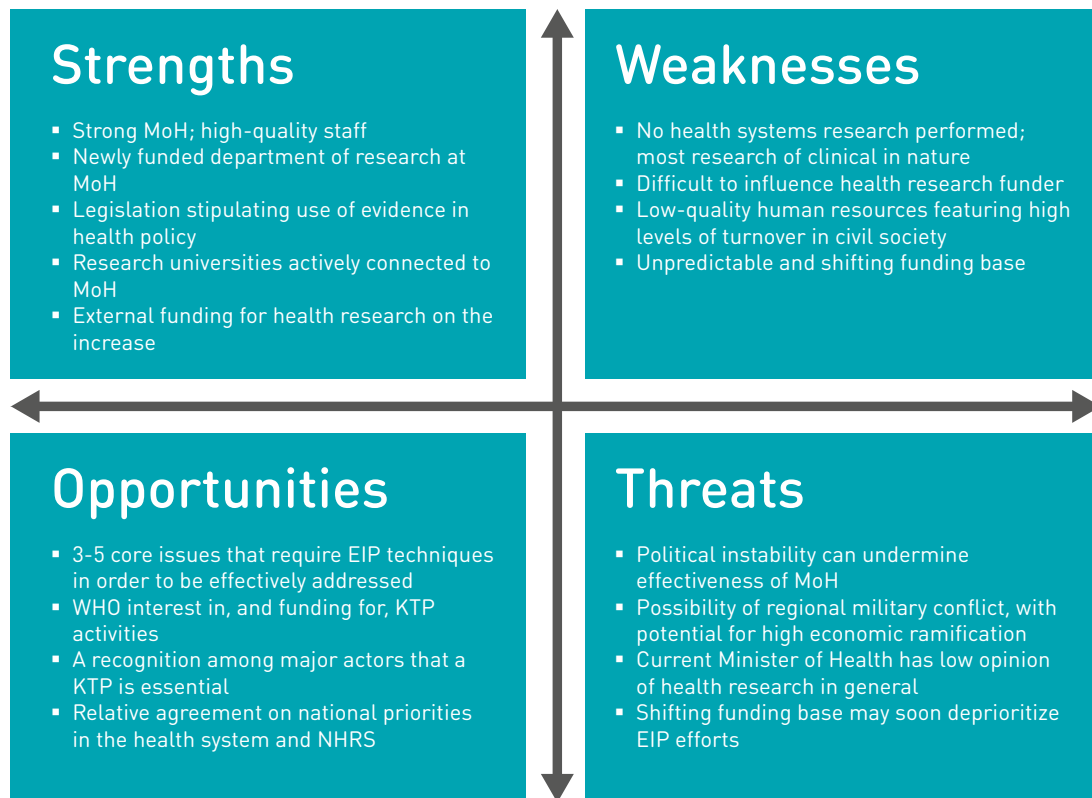 Strengths
▪ Strong MoH; high-quality staff
▪ Newly funded department of research at
MoH
▪ Legislation stipulating use of evidence in
health policy
▪ Research universities actively connected to
MoH
▪ External funding for health research on the
increase
Weaknesses
▪ No health systems research performed;
most research of clinical in nature
▪ Difficult to influence health research funder
▪ Low-quality human resources featuring high
levels of turnover in civil society
▪ Unpredictable and shifting funding base
Opportunities
▪ 3-5 core issues that require EIP techniques
in order to be effectively addressed
▪ WHO interest in, and funding for, KTP
activities
▪ A recognition among major actors that a
KTP is essential
▪ Relative agreement on national priorities
in the health system and NHRS
Threats
▪ Political instability can undermine
effectiveness of MoH
▪ Possibility of regional military conflict, with
potential for high economic ramification
▪ Current Minister of Health has low opinion
of health research in general
▪ Shifting funding base may soon deprioritize
EIP efforts